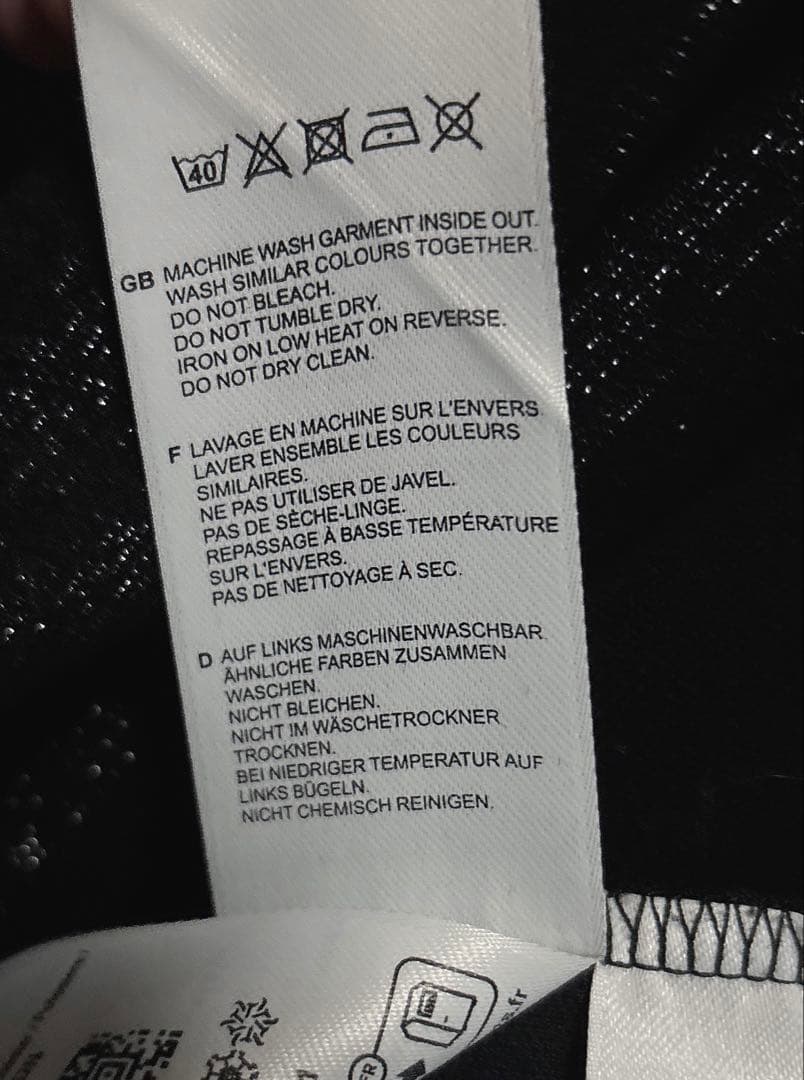 40
GB MACHINE WASH GARMENT INSIDE OUT.
WASH SIMILAR COLOURS TOGETHER.
DO NOT BLEACH.
DO NOT TUMBLE DRY.
IRON ON LOW HEAT ON REVERSE.
DO NOT DRY CLEAN.
F LAVAGE EN MACHINE SUR L'ENVERS.
LAVER ENSEMBLE LES COULEURS
SIMILAIRES.
NE PAS UTILISER DE JAVEL.
PAS DE SÈCHE-LINGE.
REPASSAGE À BASSE TEMPÉRATURE
SUR L'ENVERS.
PAS DE NETTOYAGE À SEC.
D AUF LINKS MASCHINENWASCHBAR.
ÄHNLICHE FARBEN ZUSAMMEN
WASCHEN.
NICHT BLEICHEN.
NICHT IM WÄSCHETROCKNER
TROCKNEN.
BEI NIEDRIGER TEMPERATUR AUF
LINKS BÜGELN.
NICHT CHEMISCH REINIGEN.
FR